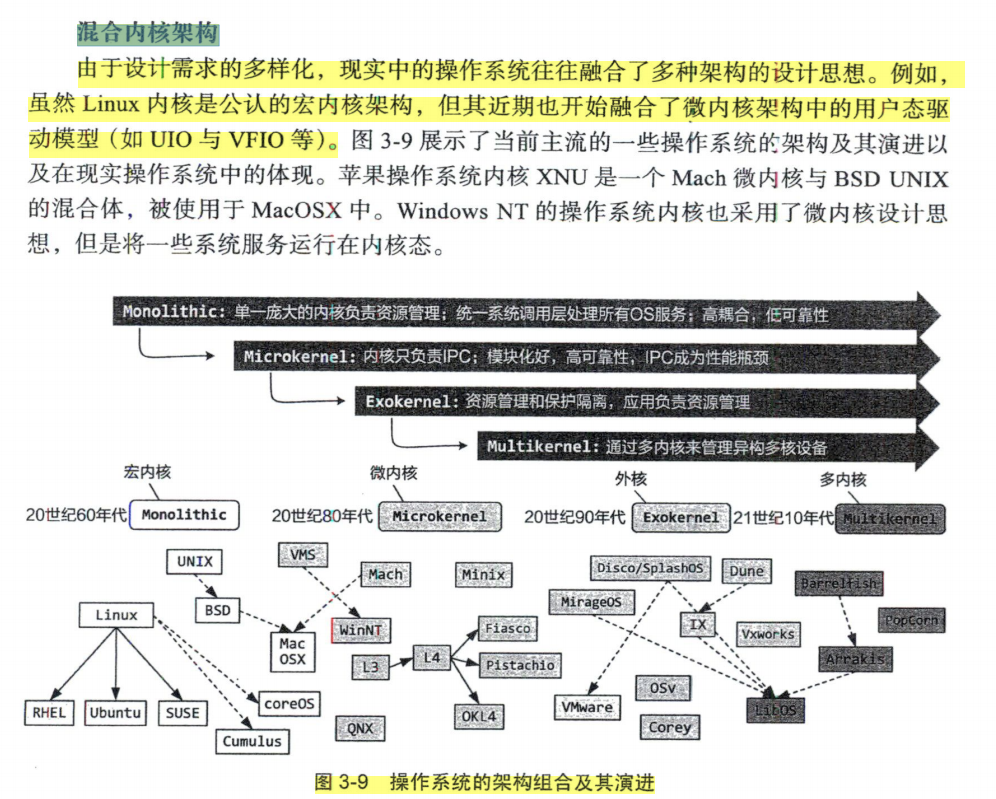 混合内核架构
由于设计需求的多样化，现实中的操作系统往往融合了多种架构的设计思想。例如，
虽然 Linux 内核是公认的宏内核架构，但其近期也开始融合了微内核架构中的用户态驱
动模型（如 UIO 与 VFIO 等）。图 3-9 展示了当前主流的一些操作系统的架构及其演进以
及在现实操作系统中的体现。苹果操作系统内核 XNU 是一个 Mach 微内核与 BSD UNIX
的混合体，被使用于 MacOSX 中。Windows NT 的操作系统内核也采用了微内核设计思
想，但是将一些系统服务运行在内核态。
Monolithic: 单一庞大的内核负责资源管理；统一系统调用层处理所有OS服务；高耦合，低可靠性
Microkernel: 内核只负责IPC；模块化好，高可靠性，IPC成为性能瓶颈
Exokernel: 资源管理和保护隔离，应用负责资源管理
Multikernel: 通过多内核来管理异构多核设备
宏内核 微内核 外核 多内核
20世纪60年代 Monolithic 20世纪80年代 Microkernel 20世纪90年代 Exokernel 21世纪10年代 Multikernel
UNIX VMS Mach Minix Disco/SplashOS Dune Barrelfish
Linux BSD WinNT Fiasco MirageOS IX Vxworks PopCorn
Mac
OSX
L3 L4 Pistachio Arrakis
RHEL Ubuntu SUSE coreOS QNX OKL4 VMware OSv LibOS
Cumulus Corey
图 3-9 操作系统的架构组合及其演进